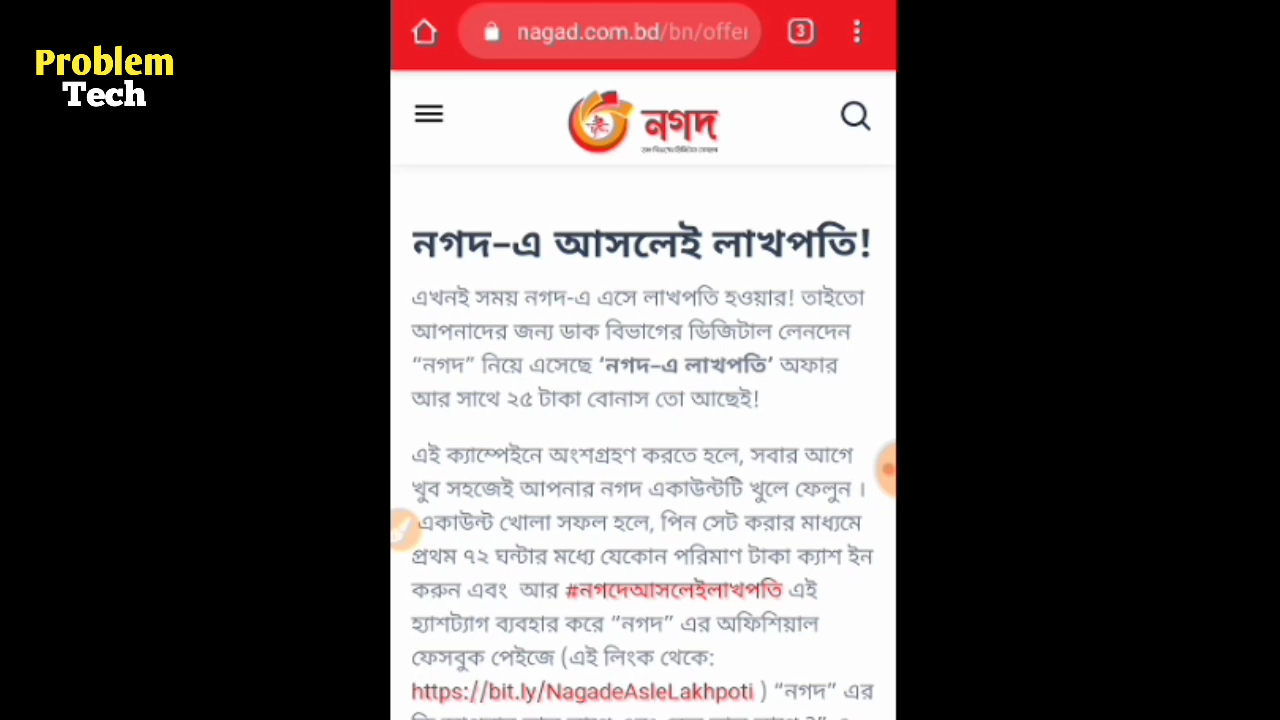 Problem
Tech
nagad.com.bd/bn/offer
3
নগদ
নগদ-এ আসলেই লাখপতি!
এখনই সময় নগদ-এ এসে লাখপতি হওয়ার! তাইতো
আপনাদের জন্য ডাক বিভাগের ডিজিটাল লেনদেন
“নগদ” নিয়ে এসেছে ‘নগদ-এ লাখপতি’ অফার
আর সাথে ২৫ টাকা বোনাস তো আছেই!
এই ক্যাম্পেইনে অংশগ্রহণ করতে হলে, সবার আগে
খুব সহজেই আপনার নগদ একাউন্টটি খুলে ফেলুন ।
একাউন্ট খোলা সফল হলে, পিন সেট করার মাধ্যমে
প্রথম ৭২ ঘন্টার মধ্যে যেকোন পরিমাণ টাকা ক্যাশ ইন
করুন এবং আর #নগদেআসলেইলাখপতি এই
হ্যাশট্যাগ ব্যবহার করে “নগদ” এর অফিশিয়াল
ফেসবুক পেইজে (এই লিংক থেকে:
https://bit.ly/NagadeAsleLakhpoti ) “নগদ” এর